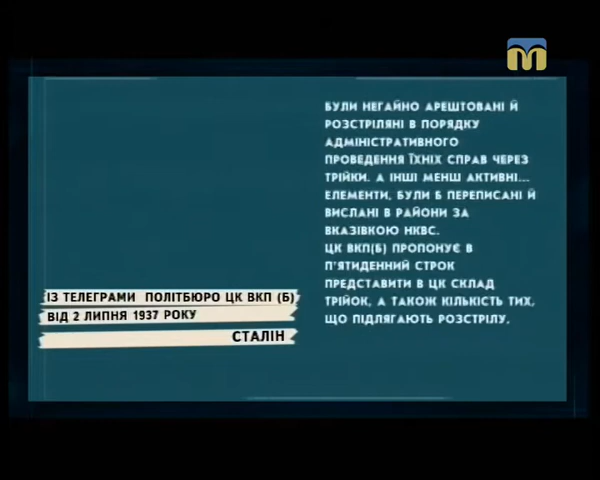 БУЛИ НЕГАЙНО АРЕШТОВАНІ Й
РОЗСТРІЛЯНІ В ПОРЯДКУ
АДМІНІСТРАТИВНОГО
ПРОВЕДЕННЯ ЇХНІХ СПРАВ ЧЕРЕЗ
ТРІЙКИ. А ІНШІ МЕНШ АКТИВНІ...
ЕЛЕМЕНТИ, БУЛИ Б ПЕРЕПИСАНІ Й
ВИСЛАНІ В РАЙОНИ ЗА
ВКАЗІВКОЮ НКВС.
ЦК ВКП(Б) ПРОПОНУЄ В
П'ЯТИДЕННИЙ СТРОК
ПРЕДСТАВИТИ В ЦК СКЛАД
ТРІЙОК, А ТАКОЖ КІЛЬКІСТЬ ТИХ,
ЩО ПІДЛЯГАЮТЬ РОЗСТРІЛУ,
ІЗ ТЕЛЕГРАМИ ПОЛІТБЮРО ЦК ВКП (Б)
ВІД 2 ЛИПНЯ 1937 РОКУ
СТАЛІН